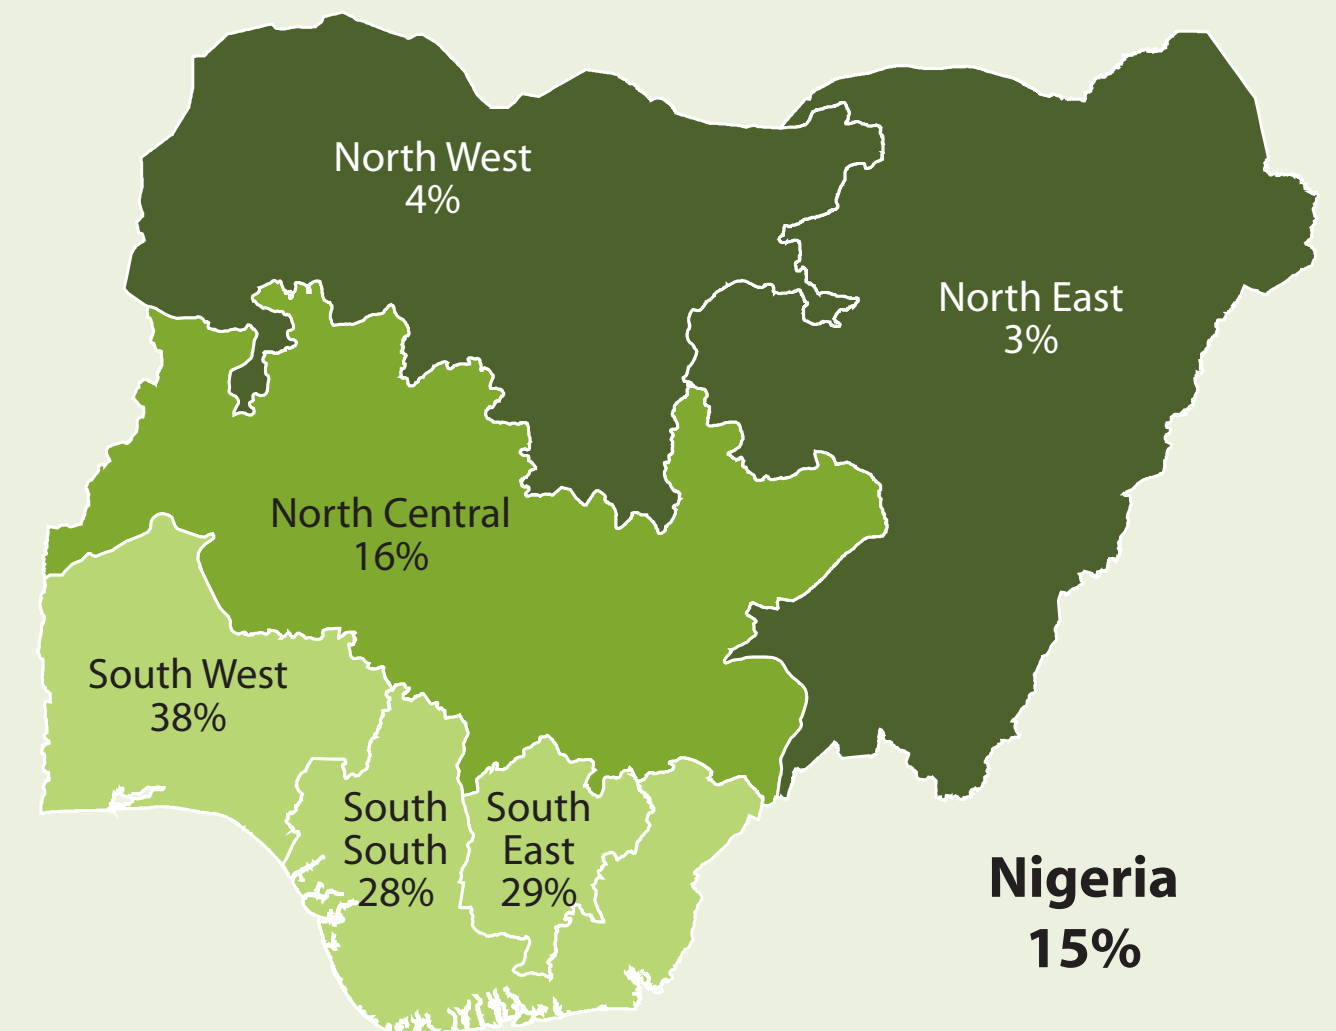 North West
4%
North East
3%
North Central
16%
South West
38%
South
South
28%
South
East
29%
Nigeria
15%